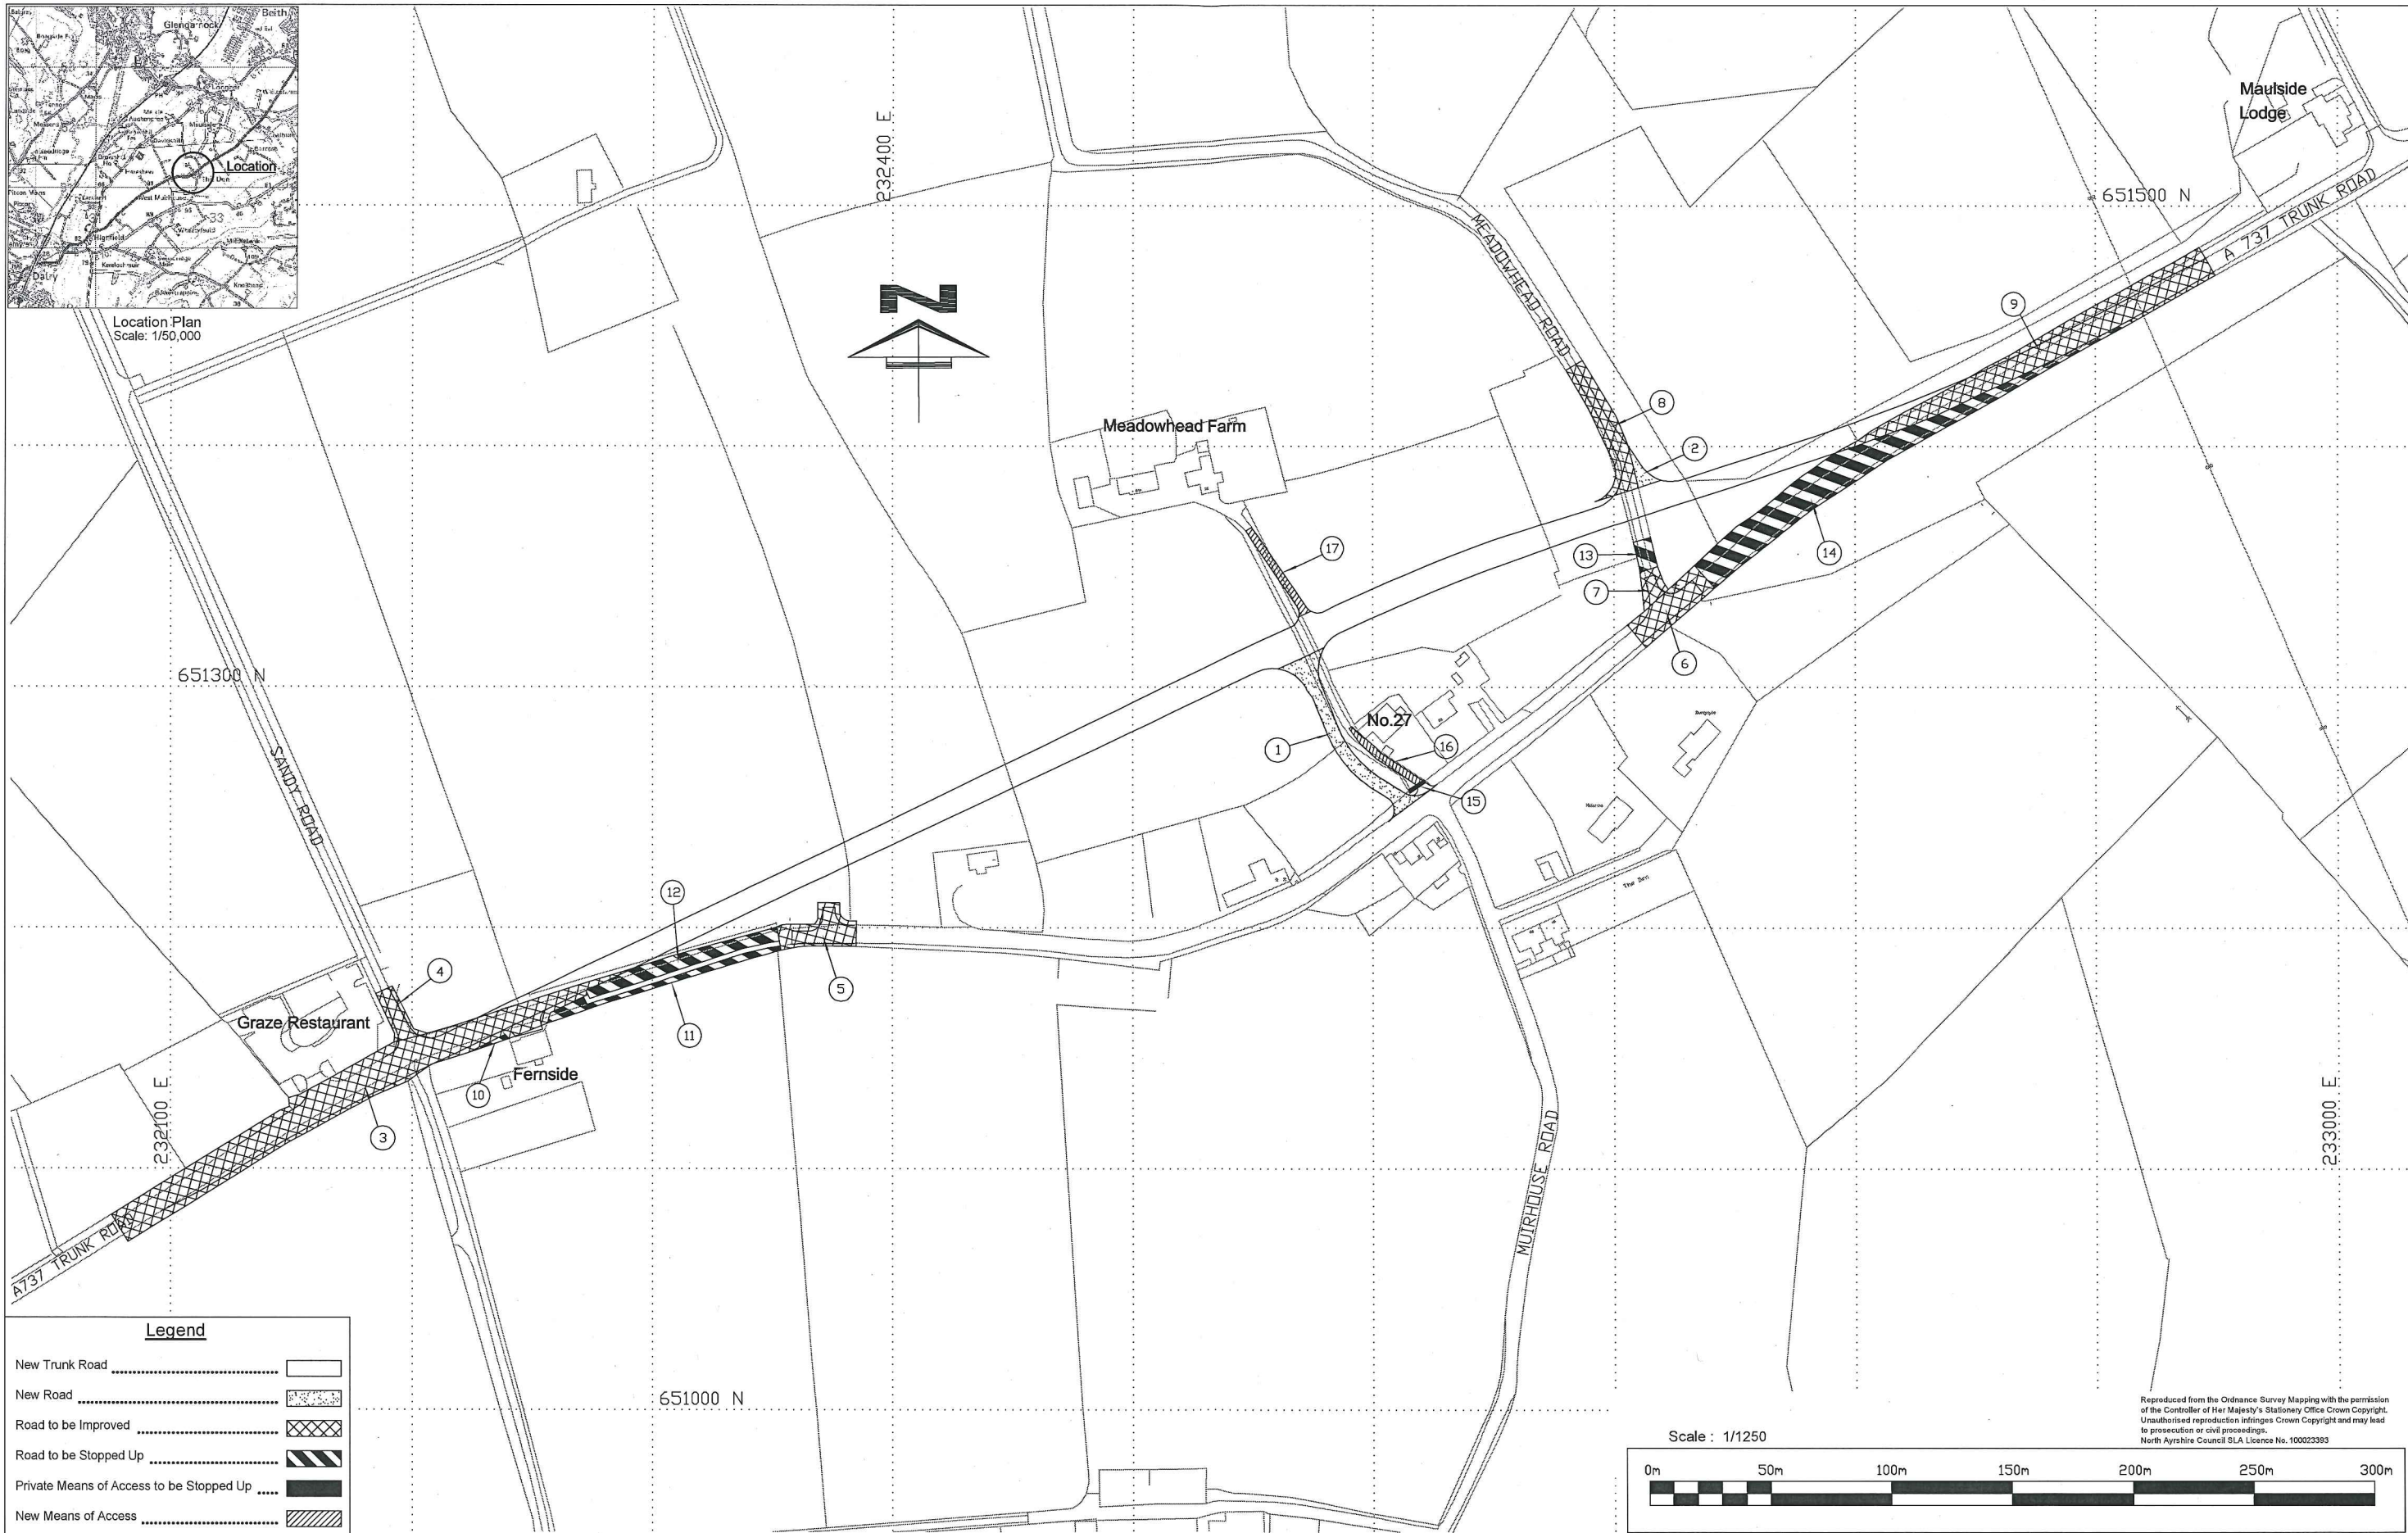 Beith
Glengarnock
Location
Highfield
Dalry
Location Plan
Scale: 1/50,000
232400 E
Maulside
Lodge
651500 N
A 737 TRUNK ROAD
MEADOWHEAD ROAD
9
8
2
Meadowhead Farm
17
13
14
7
6
651300 N
SANDY ROAD
No.27
1
16
15
The Den
12
5
4
11
Graze Restaurant
Fernside
10
3
232100 E
A737 TRUNK ROAD
MUIRHOUSE ROAD
233000 E
651000 N
Legend
New Trunk Road
New Road
Road to be Improved
Road to be Stopped Up
Private Means of Access to be Stopped Up
New Means of Access
Reproduced from the Ordnance Survey Mapping with the permission
of the Controller of Her Majesty's Stationery Office Crown Copyright.
Unauthorised reproduction infringes Crown Copyright and may lead
to prosecution or civil proceedings.
North Ayrshire Council SLA Licence No. 100023393
Scale : 1/1250
0m 50m 100m 150m 200m 250m 300m